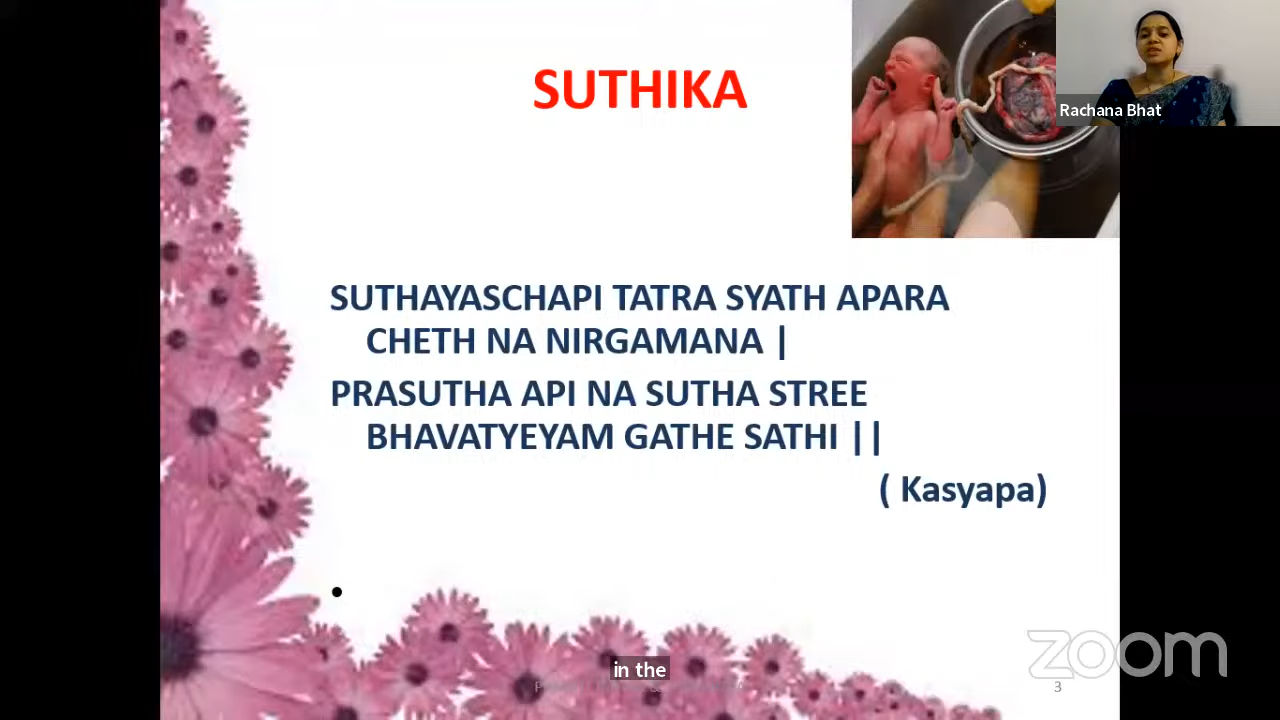 SUTHIKA
Rachana Bhat
SUTHAYASCHAPI TATRA SYATH APARA
CHETH NA NIRGAMANA |
PRASUTHA API NA SUTHA STREE
BHAVATYEYAM GATHE SATHI ||
( Kasyapa)
•
zoom
in the
3